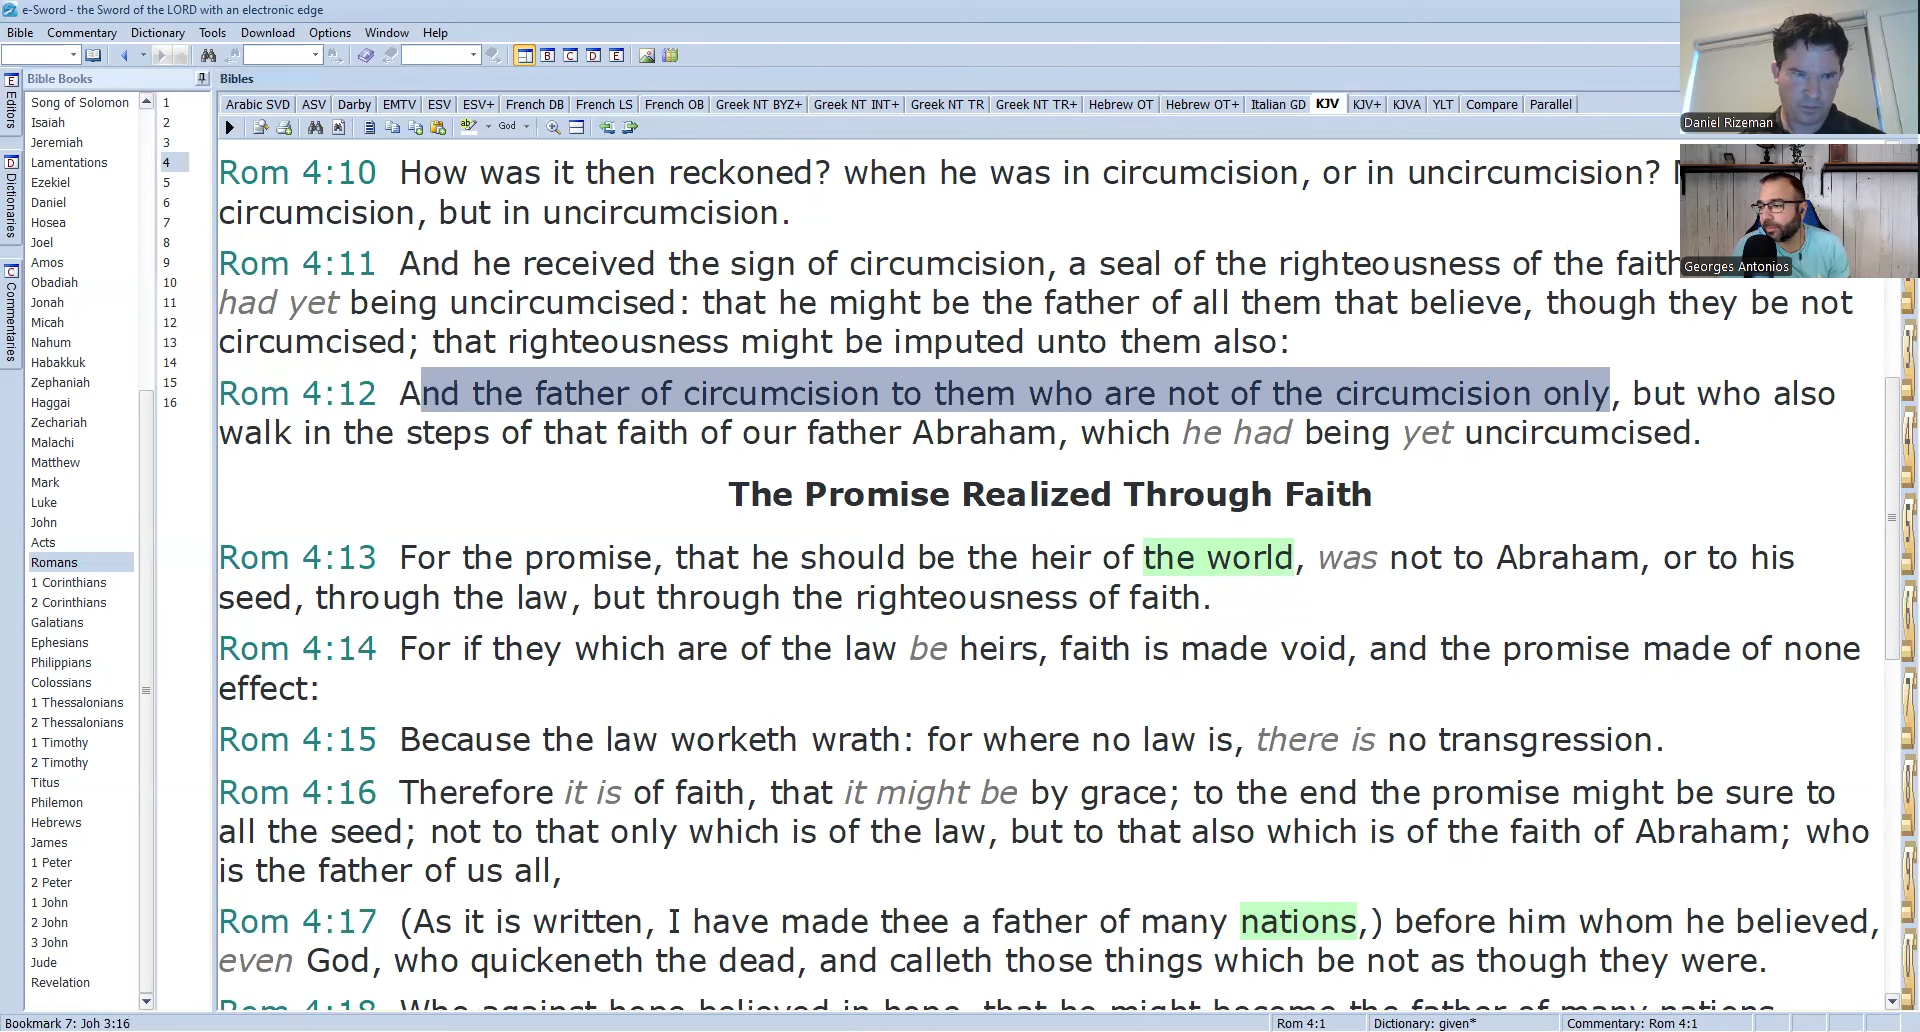 e-Sword - the Sword of the LORD with an electronic edge
Bible Commentary Dictionary Tools Download Options Window Help
B C D E
Bible Books
Bibles
Arabic SVD ASV Darby EMTV ESV ESV+ French DB French LS French OB Greek NT BYZ+ Greek NT INT+ Greek NT TR Greek NT TR+ Hebrew OT Hebrew OT+ Italian GD KJV KJV+ KJVA YLT Compare Parallel
God
E Editors
D Dictionaries
C Commentaries
Song of Solomon
Isaiah
Jeremiah
Lamentations
Ezekiel
Daniel
Hosea
Joel
Amos
Obadiah
Jonah
Micah
Nahum
Habakkuk
Zephaniah
Haggai
Zechariah
Malachi
Matthew
Mark
Luke
John
Acts
Romans
1 Corinthians
2 Corinthians
Galatians
Ephesians
Philippians
Colossians
1 Thessalonians
2 Thessalonians
1 Timothy
2 Timothy
Titus
Philemon
Hebrews
James
1 Peter
2 Peter
1 John
2 John
3 John
Jude
Revelation
1
2
3
4
5
6
7
8
9
10
11
12
13
14
15
16
Rom 4:10 How was it then reckoned? when he was in circumcision, or in uncircumcision?
circumcision, but in uncircumcision.
Rom 4:11 And he received the sign of circumcision, a seal of the righteousness of the faith
had yet being uncircumcised: that he might be the father of all them that believe, though they be not
circumcised; that righteousness might be imputed unto them also:
Rom 4:12 And the father of circumcision to them who are not of the circumcision only, but who also
walk in the steps of that faith of our father Abraham, which he had being yet uncircumcised.
The Promise Realized Through Faith
Rom 4:13 For the promise, that he should be the heir of the world, was not to Abraham, or to his
seed, through the law, but through the righteousness of faith.
Rom 4:14 For if they which are of the law be heirs, faith is made void, and the promise made of none
effect:
Rom 4:15 Because the law worketh wrath: for where no law is, there is no transgression.
Rom 4:16 Therefore it is of faith, that it might be by grace; to the end the promise might be sure to
all the seed; not to that only which is of the law, but to that also which is of the faith of Abraham; who
is the father of us all,
Rom 4:17 (As it is written, I have made thee a father of many nations,) before him whom he believed,
even God, who quickeneth the dead, and calleth those things which be not as though they were.
Rom 4:18 Who against hope believed in hope, that he might become the father of many nations
Daniel Rizeman
Georges Antonios
Bookmark 7: Joh 3:16
Rom 4:1
Dictionary: given*
Commentary: Rom 4:1